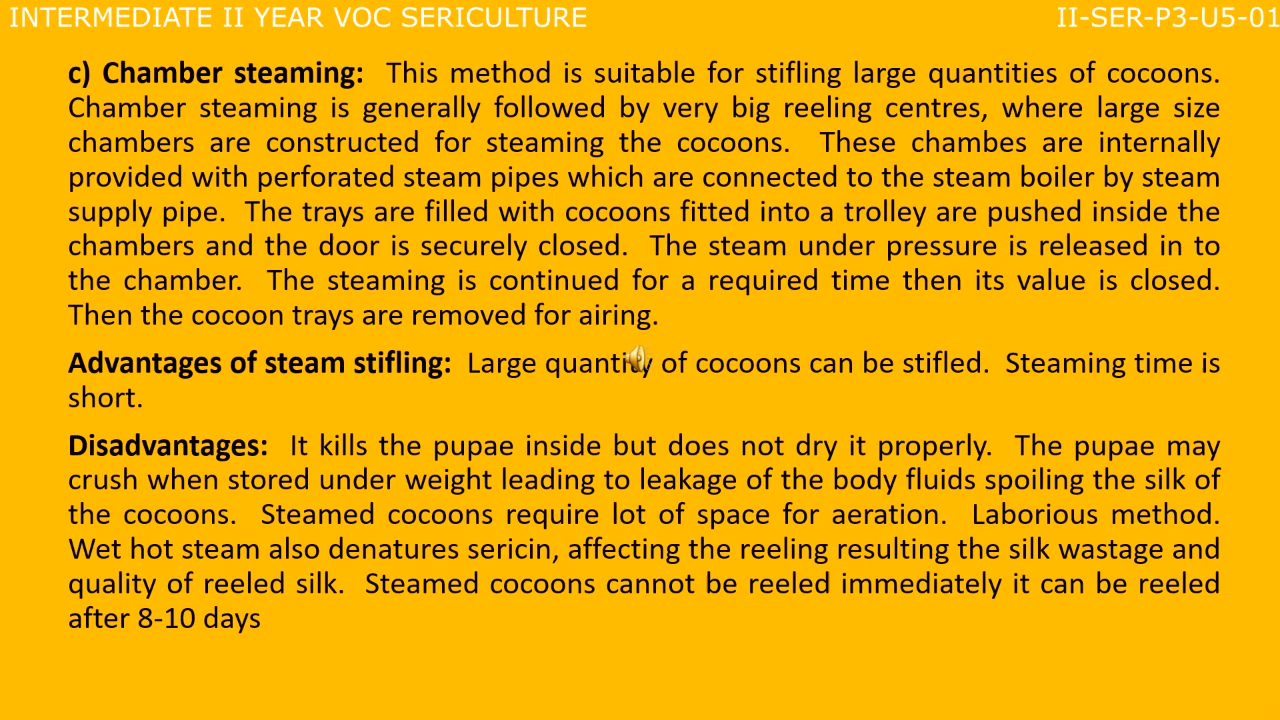 INTERMEDIATE II YEAR VOC SERICULTURE II-SER-P3-U5-01
c) Chamber steaming: This method is suitable for stifling large quantities of cocoons.
Chamber steaming is generally followed by very big reeling centres, where large size
chambers are constructed for steaming the cocoons. These chambes are internally
provided with perforated steam pipes which are connected to the steam boiler by steam
supply pipe. The trays are filled with cocoons fitted into a trolley are pushed inside the
chambers and the door is securely closed. The steam under pressure is released in to
the chamber. The steaming is continued for a required time then its value is closed.
Then the cocoon trays are removed for airing.
Advantages of steam stifling: Large quantity of cocoons can be stifled. Steaming time is
short.
Disadvantages: It kills the pupae inside but does not dry it properly. The pupae may
crush when stored under weight leading to leakage of the body fluids spoiling the silk of
the cocoons. Steamed cocoons require lot of space for aeration. Laborious method.
Wet hot steam also denatures sericin, affecting the reeling resulting the silk wastage and
quality of reeled silk. Steamed cocoons cannot be reeled immediately it can be reeled
after 8-10 days